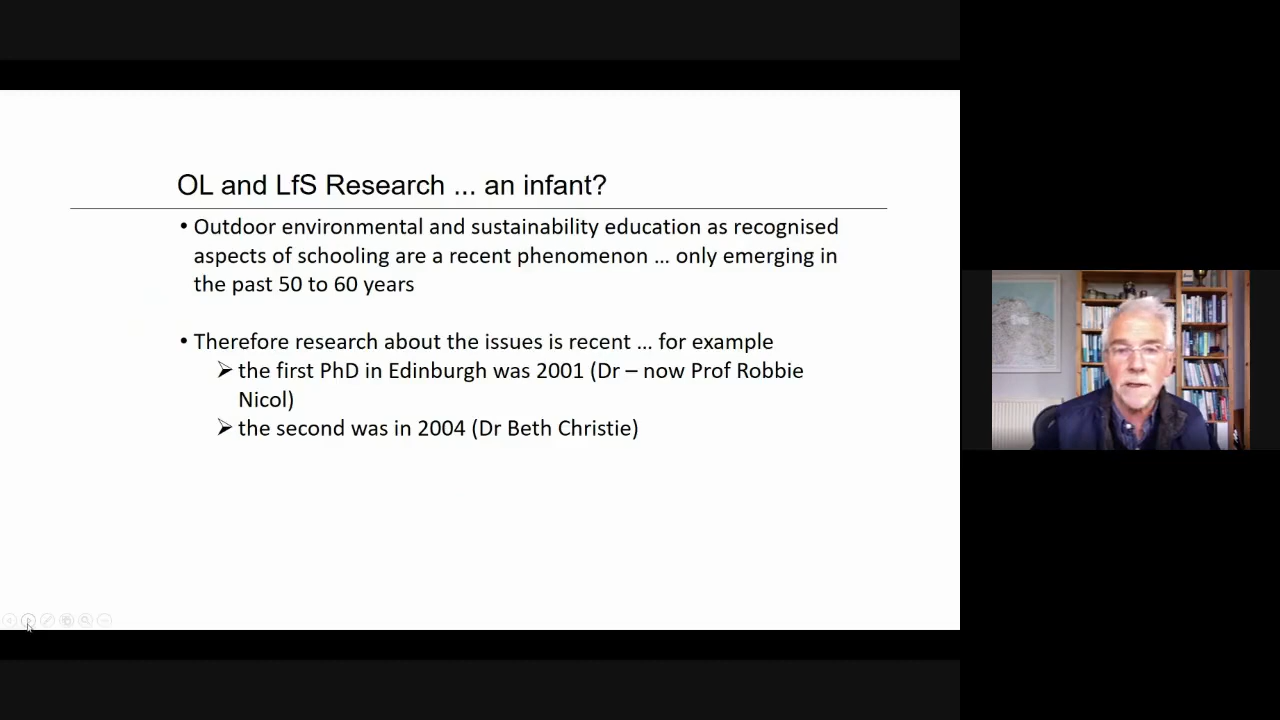 OL and LfS Research ... an infant?
• Outdoor environmental and sustainability education as recognised
aspects of schooling are a recent phenomenon ... only emerging in
the past 50 to 60 years
• Therefore research about the issues is recent ... for example
➢ the first PhD in Edinburgh was 2001 (Dr – now Prof Robbie
Nicol)
➢ the second was in 2004 (Dr Beth Christie)